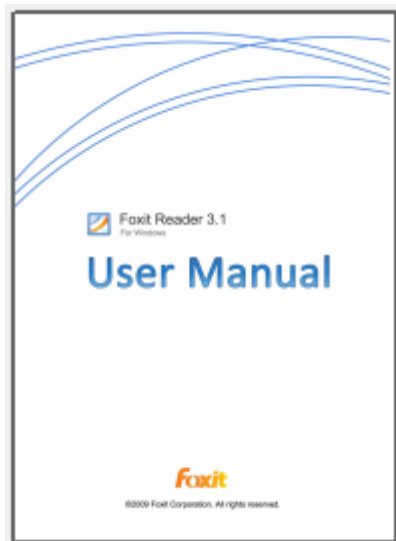 Foxit Reader 3.1
For Windows
User Manual
Foxit
©2009 Foxit Corporation. All rights reserved.